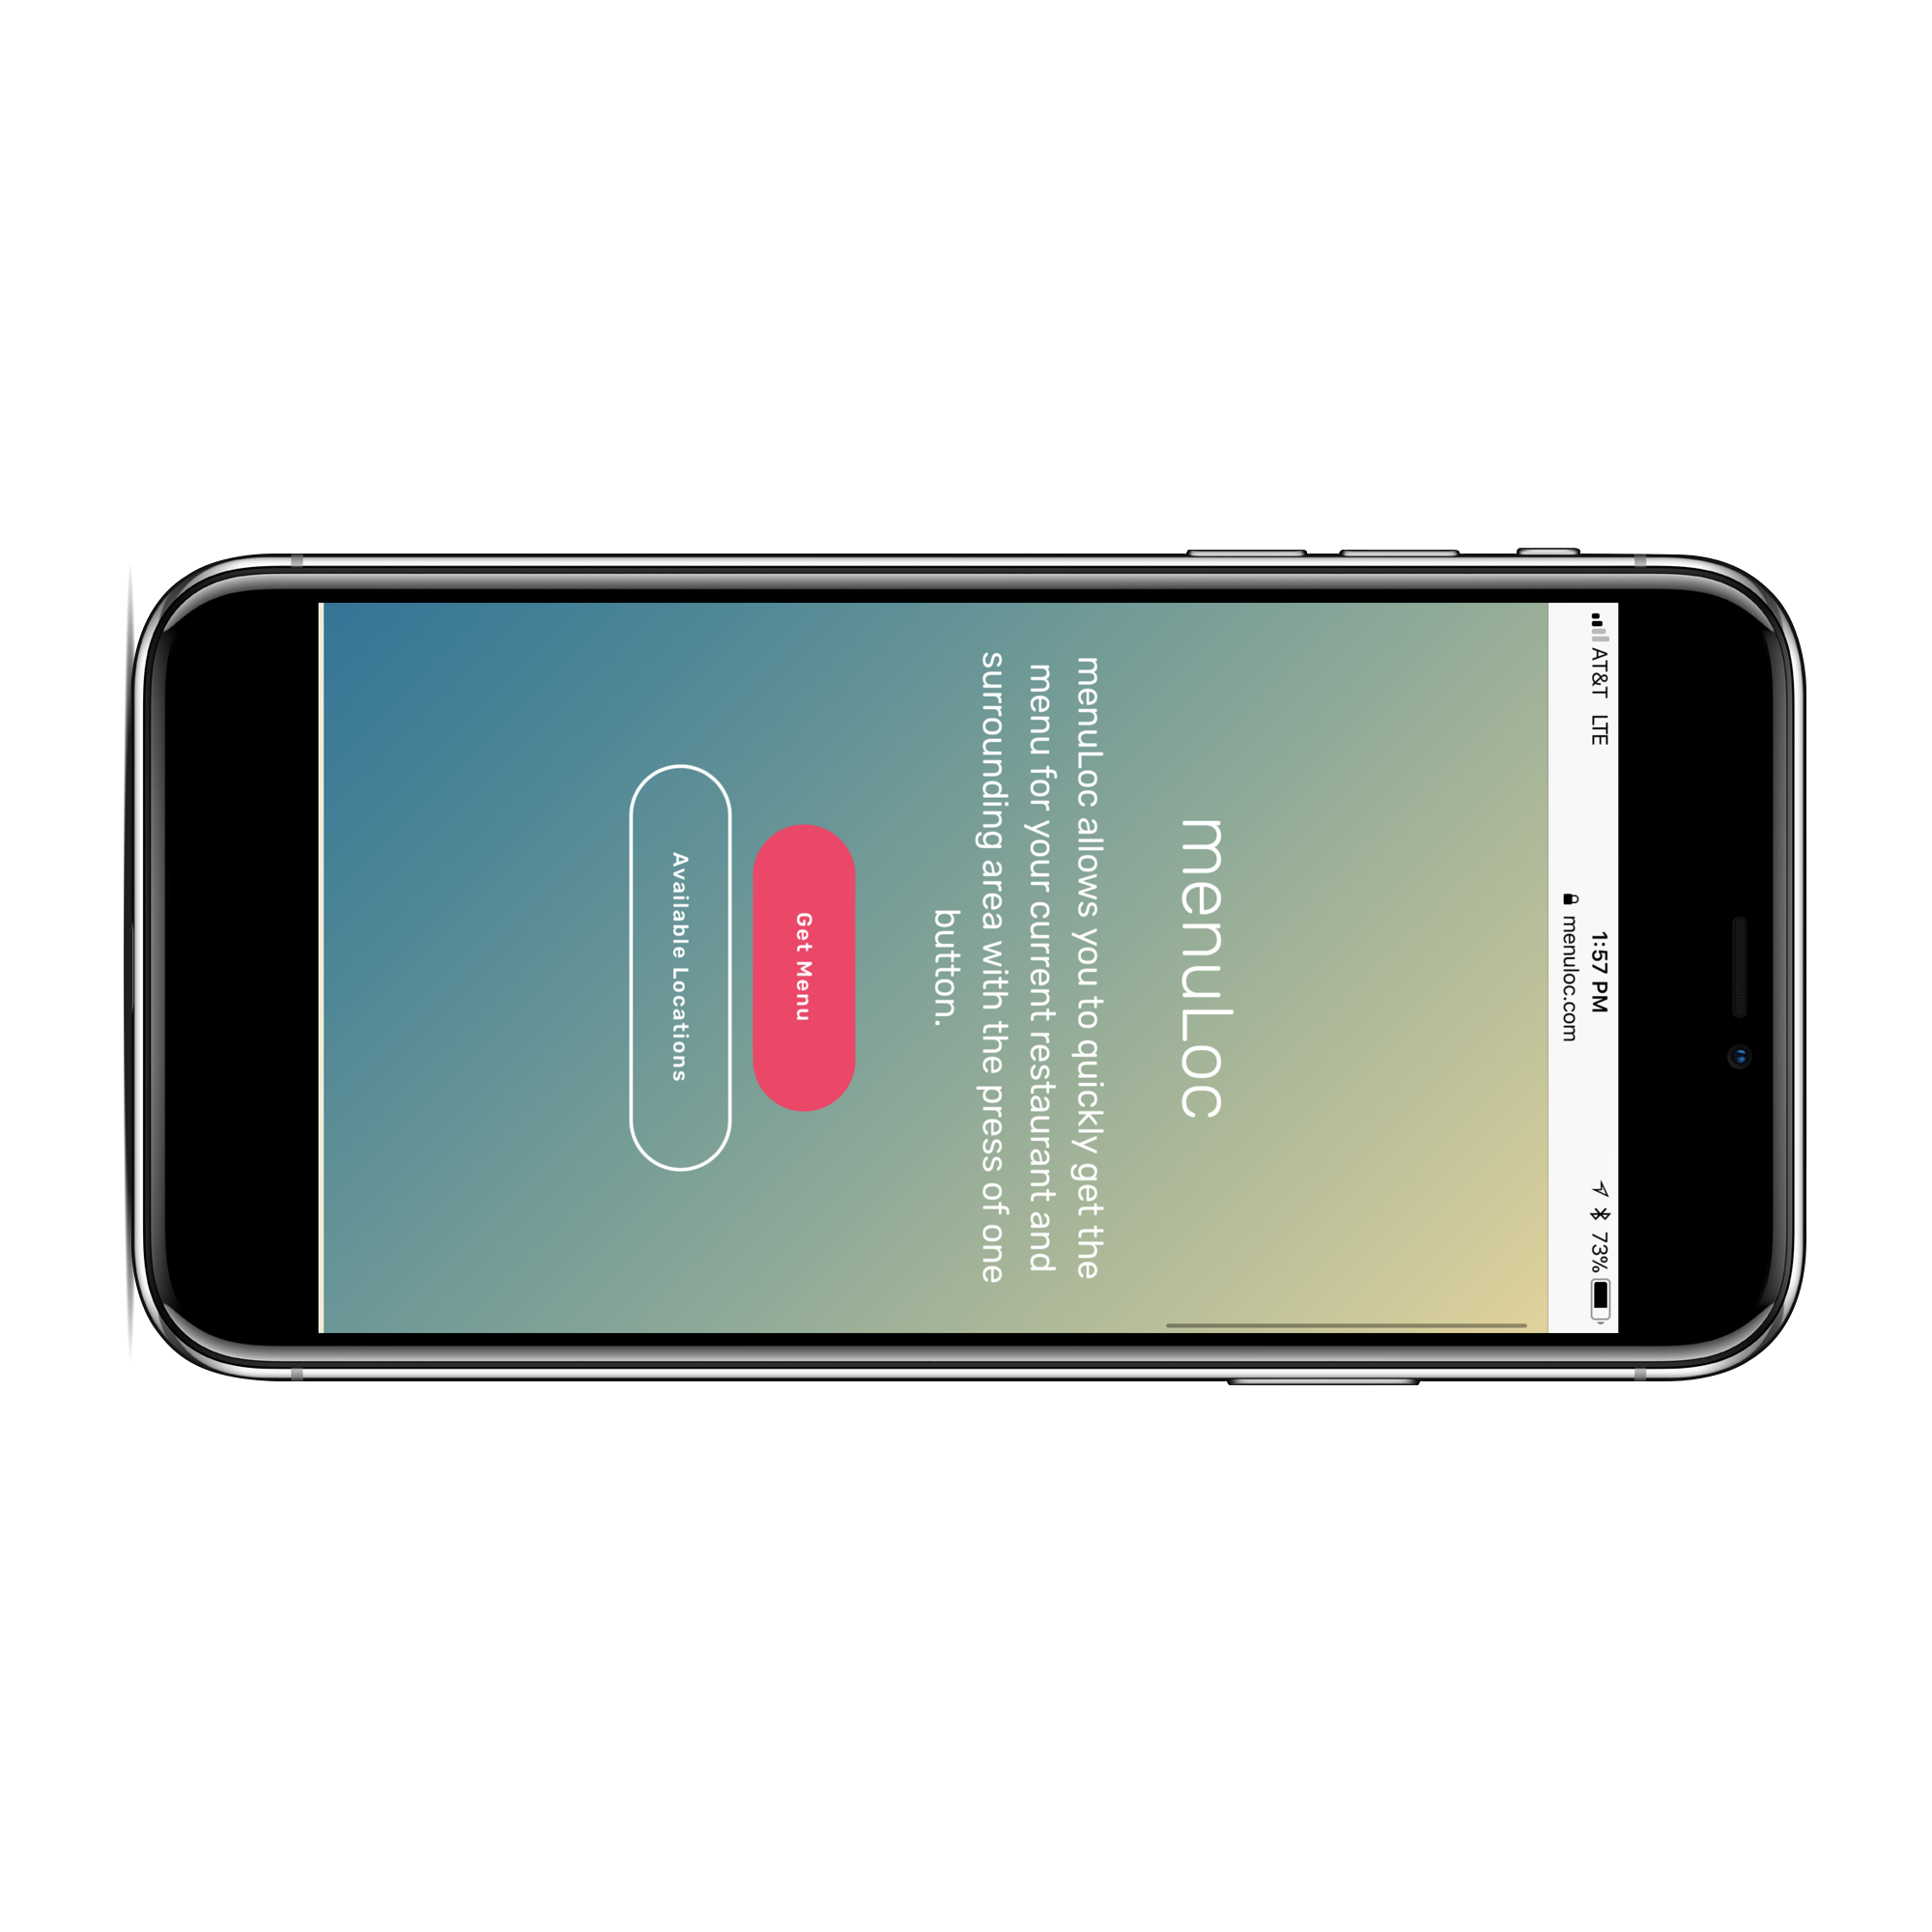 AT&T LTE 1:57 PM 73%
menuloc.com
menuLoc
menuLoc allows you to quickly get the
menu for your current restaurant and
surrounding area with the press of one
button.
Get Menu
Available Locations